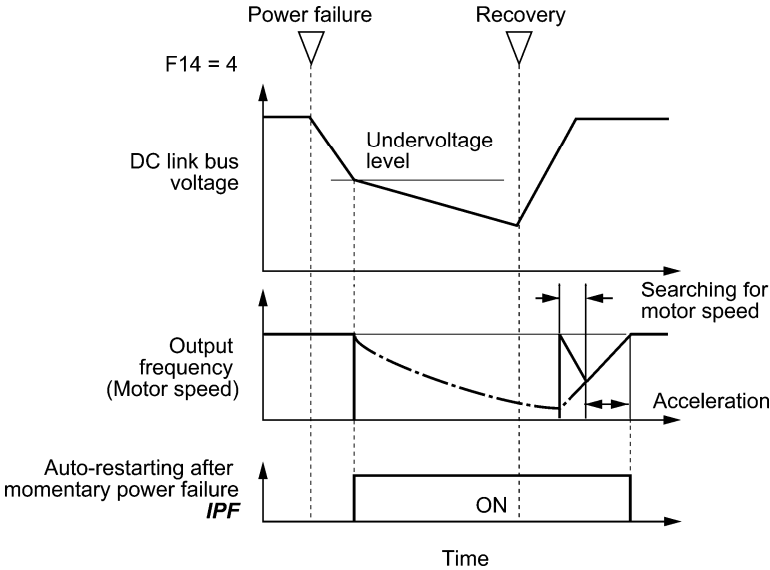 Power failure
Recovery
F14 = 4
Undervoltage
level
DC link bus
voltage
Searching for
motor speed
Output
frequency
(Motor speed)
Acceleration
Auto-restarting after
momentary power failure
IPF
ON
Time